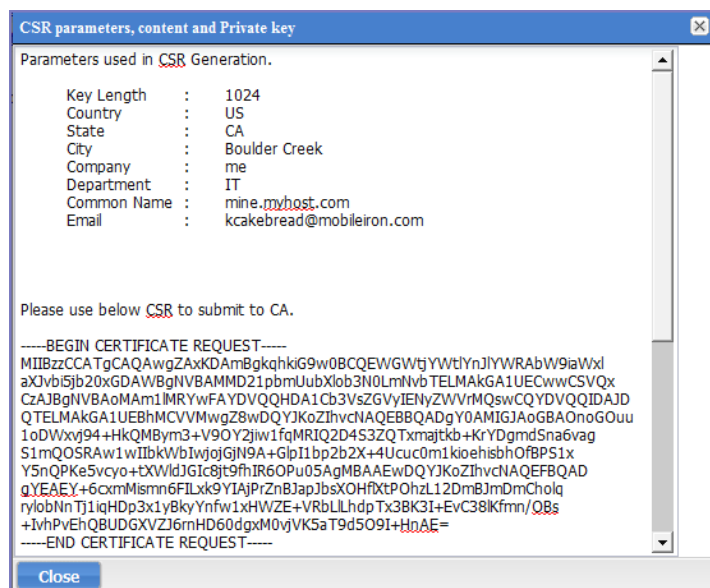 CSR parameters, content and Private key
Parameters used in CSR Generation.
Key Length : 1024
Country : US
State : CA
City : Boulder Creek
Company : me
Department : IT
Common Name : mine.myhost.com
Email : kcakebread@mobileiron.com
Please use below CSR to submit to CA.
-----BEGIN CERTIFICATE REQUEST-----
MIIBzzCCATgCAQAwgZAxKDAmBgkqhkiG9w0BCQEWGWtjYWtlYnJlYWRAbW9iaWxl
aXJvbi5jb20xGDAWBgNVBAMMD21pbmUubXlob3N0LmNvbTELMAkGA1UECwwCSVQx
CzAJBgNVBAoMAm1lMRYwFAYDVQQHDA1Cb3VsZGVyIENyZWVrMQswCQYDVQQIDAJD
QTELMAkGA1UEBhMCVVMwgZ8wDQYJKoZIhvcNAQEBBQADgY0AMIGJAoGBAOnoGOuu
1oDWxvj94+HkQMBym3+V9OY2jiw1fqMRIQ2D4S3ZQTxmajtkb+KrYDgmdSna6vag
S1mQOSRAw1wIIbkWbIwjojGjN9A+GlpI1bp2b2X+4Ucuc0m1kioehisbhOfBPS1x
Y5nQPKe5vcyo+tXWldJGIc8jt9fhIR6OPu05AgMBAAEwDQYJKoZIhvcNAQEFBQAD
gYEAEY+6cxmMismn6FILxk9YIAjPrZnBJapJbsXOHflXtPOhzL12DmBJmDmCholq
rylobNnTj1iqHDp3x1yBkyYnfw1xHWZE+VRbLlLhdpTx3BK3I+EvC38lKfmn/OBs
+IvhPvEhQBUDGXVZJ6rnHD60dgxM0vjVK5aT9d5O9I+HnAE=
-----END CERTIFICATE REQUEST-----
Close